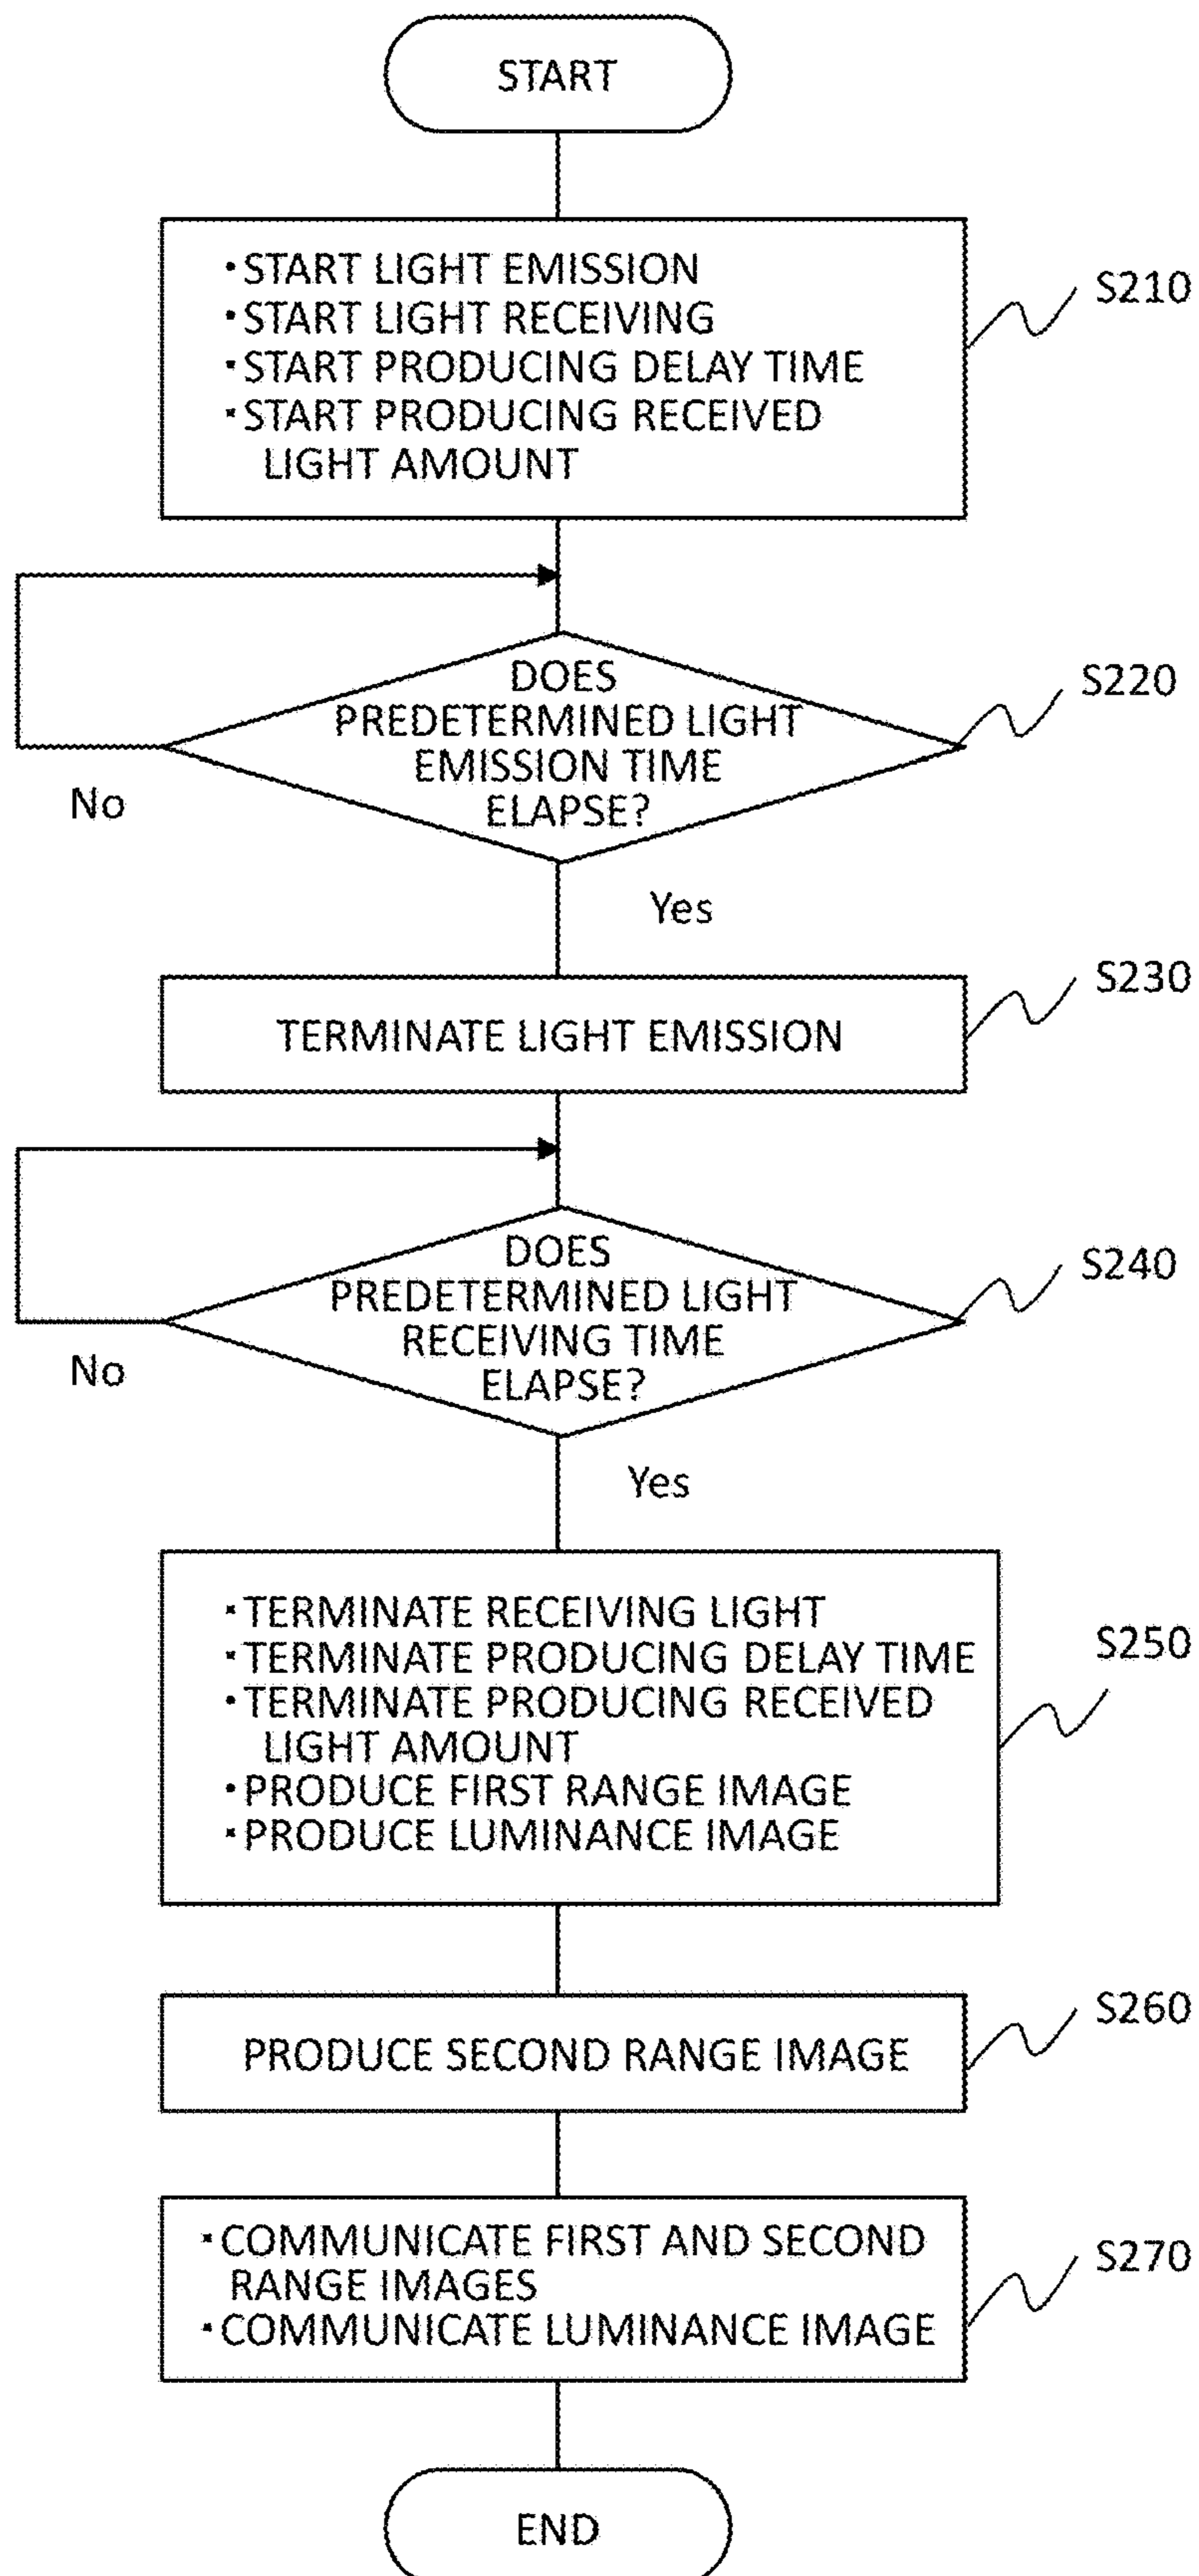 START
・START LIGHT EMISSION
・START LIGHT RECEIVING
・START PRODUCING DELAY TIME
・START PRODUCING RECEIVED
LIGHT AMOUNT
S210
DOES
PREDETERMINED LIGHT
EMISSION TIME
ELAPSE?
S220
No
Yes
TERMINATE LIGHT EMISSION
S230
DOES
PREDETERMINED LIGHT
RECEIVING TIME
ELAPSE?
S240
No
Yes
・TERMINATE RECEIVING LIGHT
・TERMINATE PRODUCING DELAY TIME
・TERMINATE PRODUCING RECEIVED
LIGHT AMOUNT
・PRODUCE FIRST RANGE IMAGE
・PRODUCE LUMINANCE IMAGE
S250
PRODUCE SECOND RANGE IMAGE
S260
・COMMUNICATE FIRST AND SECOND
RANGE IMAGES
・COMMUNICATE LUMINANCE IMAGE
S270
END